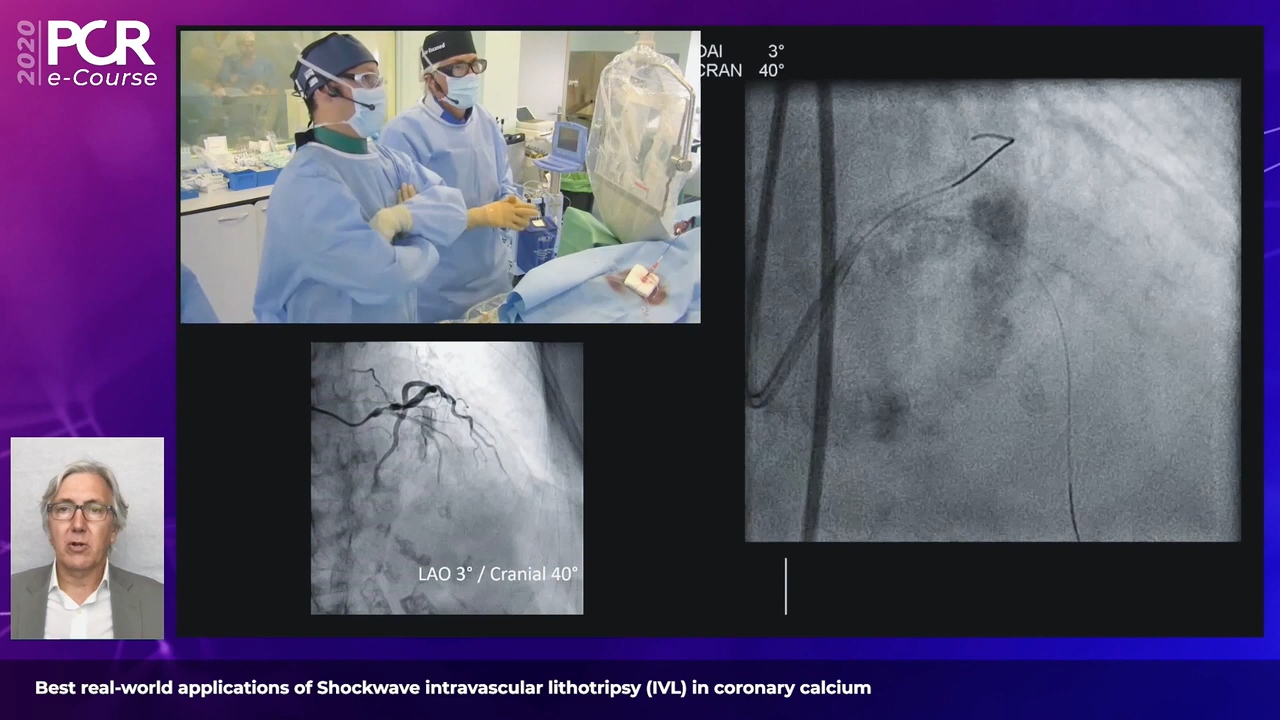 2020
PCR
e-Course
OAI 3°
CRAN 40°
LAO 3° / Cranial 40°
Best real-world applications of Shockwave intravascular lithotripsy (IVL) in coronary calcium